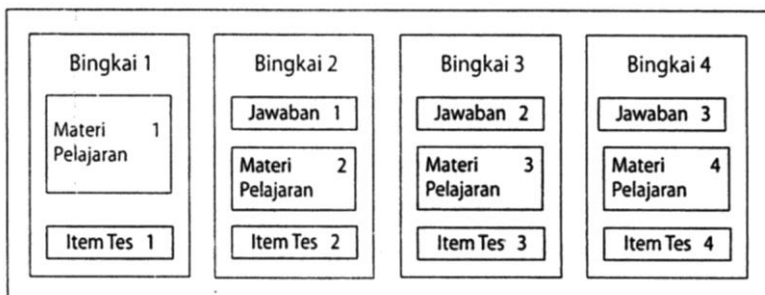 Bingkai 1
Materi 1
Pelajaran
Item Tes 1
Bingkai 2
Jawaban 1
Materi 2
Pelajaran
Item Tes 2
Bingkai 3
Jawaban 2
Materi 3
Pelajaran
Item Tes 3
Bingkai 4
Jawaban 3
Materi 4
Pelajaran
Item Tes 4